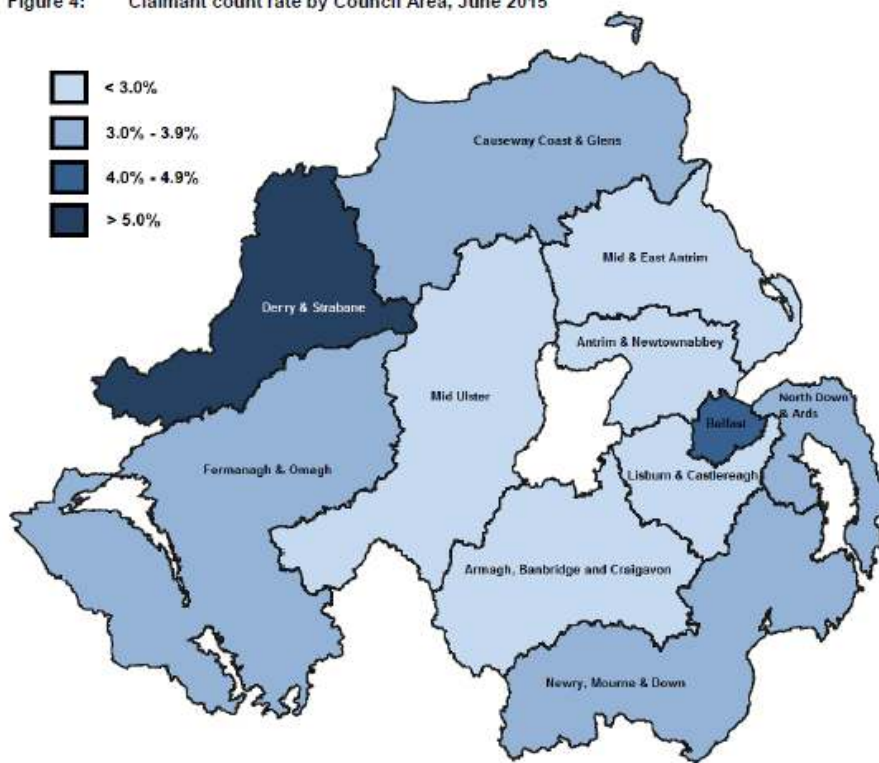 Figure 4: Claimant count rate by Council Area, June 2015
< 3.0%
3.0% - 3.9%
4.0% - 4.9%
> 5.0%
Causeway Coast & Glens
Mid & East Antrim
Derry & Strabane
Antrim & Newtownabbey
Mid Ulster
North Down
& Ards
Belfast
Fermanagh & Omagh
Lisburn & Castlereagh
Armagh, Banbridge and Craigavon
Newry, Mourne & Down